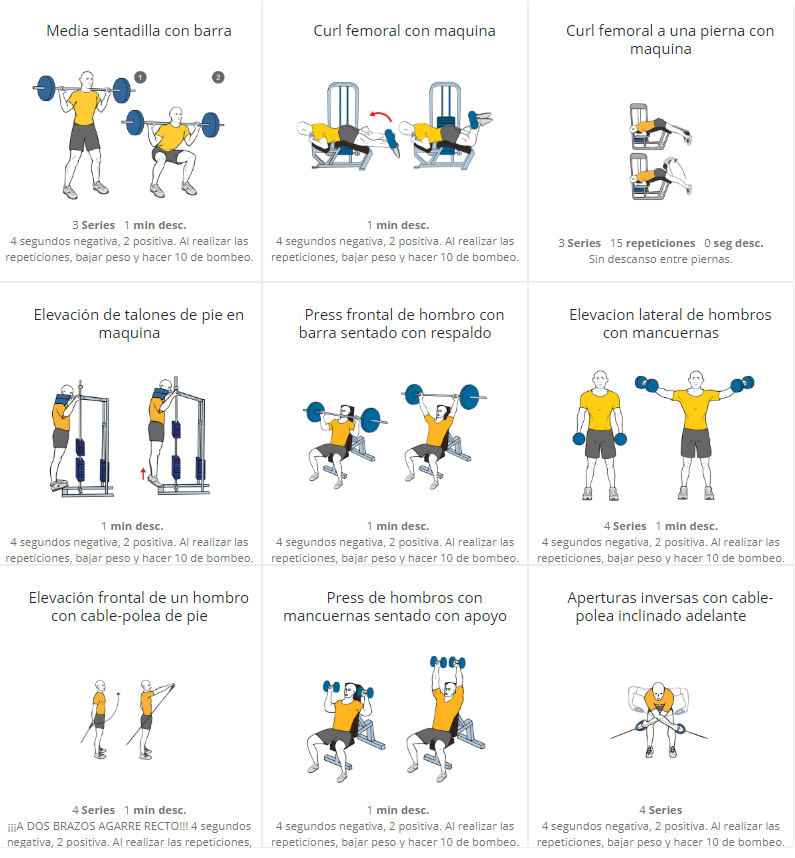 Media sentadilla con barra
1
2
3 Series 1 min desc.
4 segundos negativa, 2 positiva. Al realizar las
repeticiones, bajar peso y hacer 10 de bombeo.
Curl femoral con maquina
1 min desc.
4 segundos negativa, 2 positiva. Al realizar las
repeticiones, bajar peso y hacer 10 de bombeo.
Curl femoral a una pierna con
maquina
3 Series 15 repeticiones 0 seg desc.
Sin descanso entre piernas.
Elevación de talones de pie en
maquina
1 min desc.
4 segundos negativa, 2 positiva. Al realizar las
repeticiones, bajar peso y hacer 10 de bombeo.
Press frontal de hombro con
barra sentado con respaldo
1 min desc.
4 segundos negativa, 2 positiva. Al realizar las
repeticiones, bajar peso y hacer 10 de bombeo.
Elevacion lateral de hombros
con mancuernas
4 Series 1 min desc.
4 segundos negativa, 2 positiva. Al realizar las
repeticiones, bajar peso y hacer 10 de bombeo.
Elevación frontal de un hombro
con cable-polea de pie
4 Series 1 min desc.
¡¡¡A DOS BRAZOS AGARRE RECTO!!! 4 segundos
negativa, 2 positiva. Al realizar las repeticiones,
Press de hombros con
mancuernas sentado con apoyo
1 min desc.
4 segundos negativa, 2 positiva. Al realizar las
repeticiones, bajar peso y hacer 10 de bombeo.
Aperturas inversas con cable-
polea inclinado adelante
4 Series
4 segundos negativa, 2 positiva. Al realizar las
repeticiones, bajar peso y hacer 10 de bombeo.